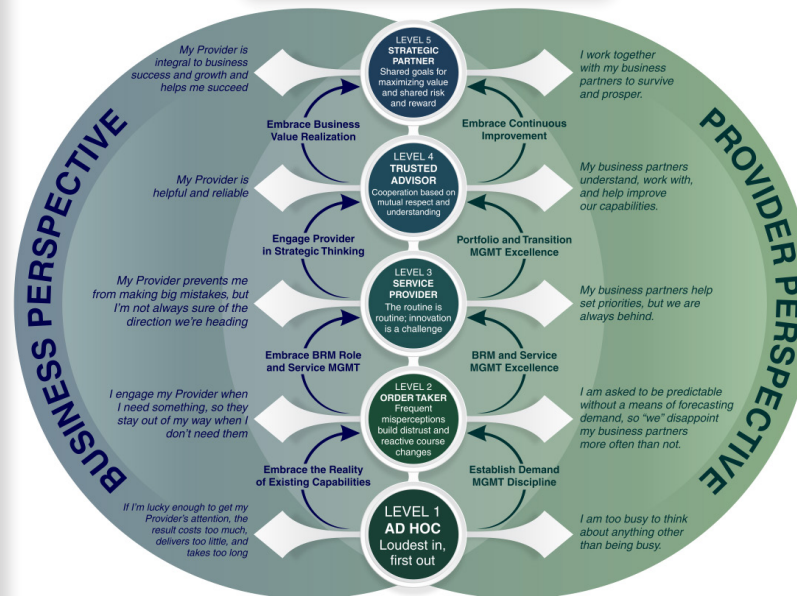 BUSINESS PERSPECTIVE
PROVIDER PERSPECTIVE
My Provider is
integral to business
success and growth and
helps me succeed
LEVEL 5
STRATEGIC
PARTNER
Shared goals for
maximizing value
and shared risk
and reward
I work together
with my business
partners to survive
and prosper.
Embrace Business
Value Realization
Embrace Continuous
Improvement
My Provider is
helpful and reliable
LEVEL 4
TRUSTED
ADVISOR
Cooperation based on
mutual respect and
understanding
My business partners
understand, work with,
and help improve
our capabilities.
Engage Provider
in Strategic Thinking
Portfolio and Transition
MGMT Excellence
My Provider prevents me
from making big mistakes, but
I'm not always sure of the
direction we're heading
LEVEL 3
SERVICE
PROVIDER
The routine is
routine; innovation
is a challenge
My business partners help
set priorities, but we are
always behind.
Embrace BRM Role
and Service MGMT
BRM and Service
MGMT Excellence
I engage my Provider when
I need something, so they
stay out of my way when I
don't need them
LEVEL 2
ORDER TAKER
Frequent
misperceptions
build distrust and
reactive course
changes
I am asked to be predictable
without a means of forecasting
demand, so “we” disappoint
my business partners
more often than not.
Embrace the Reality
of Existing Capabilities
Establish Demand
MGMT Discipline
If I'm lucky enough to get my
Provider's attention, the
result costs too much,
delivers too little, and
takes too long
LEVEL 1
AD HOC
Loudest in,
first out
I am too busy to think
about anything other
than being busy.